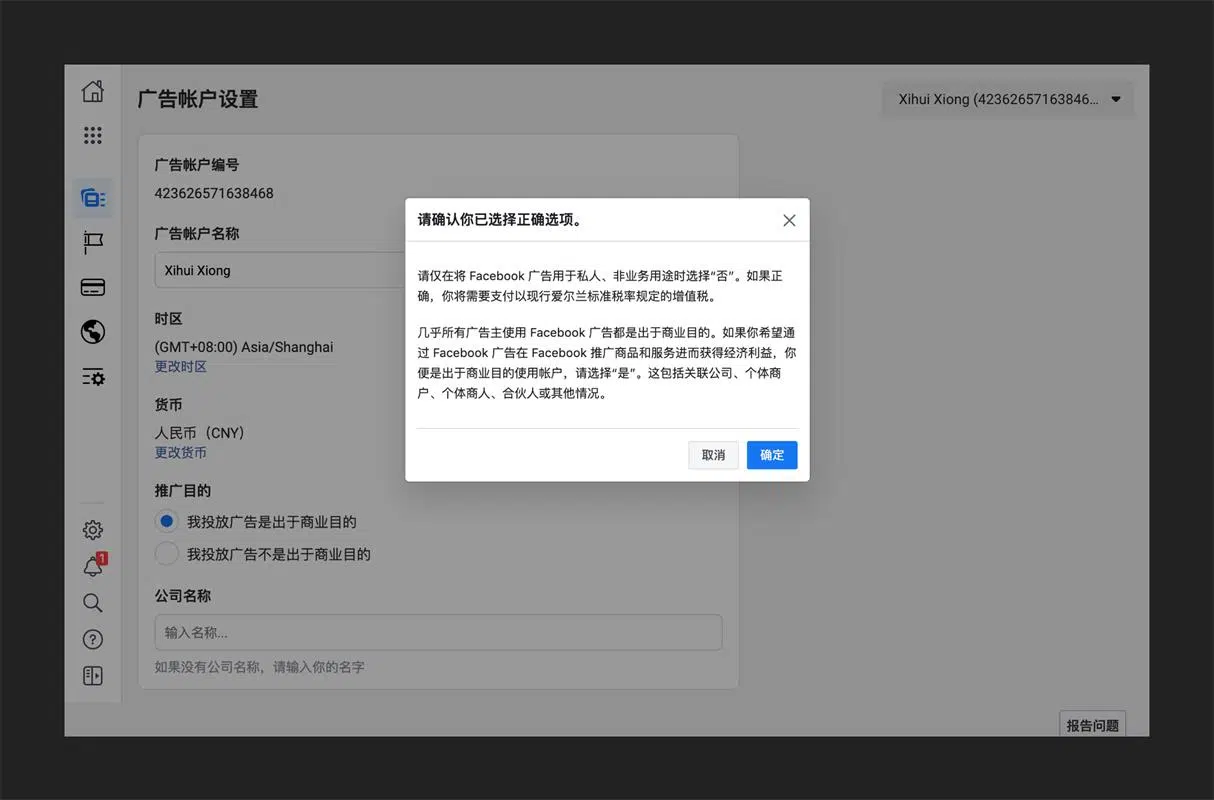 广告帐户设置
Xihui Xiong (42362657163846...
广告帐户编号
423626571638468
广告帐户名称
Xihui Xiong
时区
(GMT+08:00) Asia/Shanghai
更改时区
货币
人民币（CNY）
更改货币
推广目的
我投放广告是出于商业目的
我投放广告不是出于商业目的
公司名称
输入名称...
如果没有公司名称，请输入你的名字
请确认你已选择正确选项。
请仅在将 Facebook 广告用于私人、非业务用途时选择“否”。如果正
确，你将需要支付以现行爱尔兰标准税率规定的增值税。
几乎所有广告主使用 Facebook 广告都是出于商业目的。如果你希望通
过 Facebook 广告在 Facebook 推广商品和服务进而获得经济利益，你
便是出于商业目的使用帐户，请选择“是”。这包括关联公司、个体商
户、个体商人、合伙人或其他情况。
取消
确定
1
报告问题